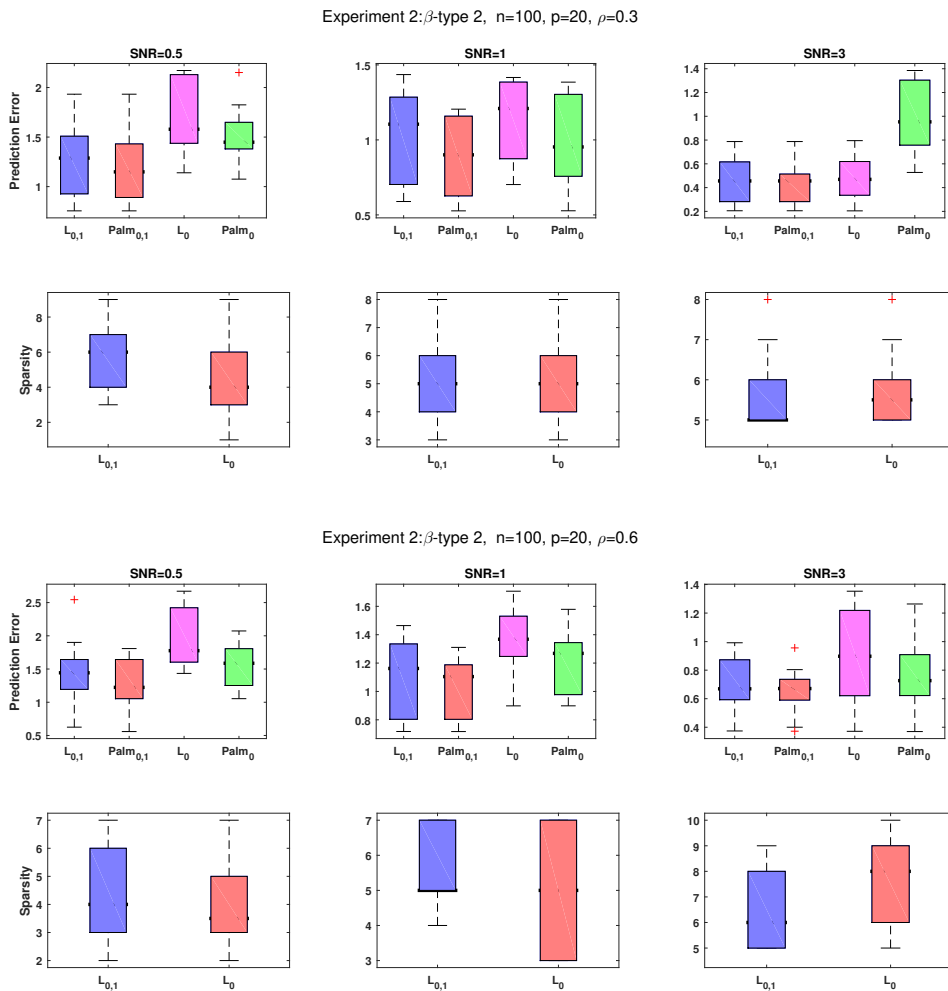 Experiment 2:β-type 2, n=100, p=20, ρ=0.3
SNR=0.5
SNR=1
SNR=3
Prediction Error
2
1.5
1
L0,1 Palm0,1 L0 Palm0
1.5
1
0.5
L0,1 Palm0,1 L0 Palm0
1.4
1.2
1.0
0.8
0.6
0.4
0.2
L0,1 Palm0,1 L0 Palm0
Sparsity
8
6
4
2
L0,1 L0
8
7
6
5
4
3
L0,1 L0
8
7
6
5
L0,1 L0
Experiment 2:β-type 2, n=100, p=20, ρ=0.6
SNR=0.5
SNR=1
SNR=3
Prediction Error
2.5
2
1.5
1
0.5
L0,1 Palm0,1 L0 Palm0
1.6
1.4
1.2
1
0.8
L0,1 Palm0,1 L0 Palm0
1.4
1.2
1
0.8
0.6
0.4
L0,1 Palm0,1 L0 Palm0
Sparsity
7
6
5
4
3
2
L0,1 L0
7
6
5
4
3
L0,1 L0
10
9
8
7
6
5
L0,1 L0